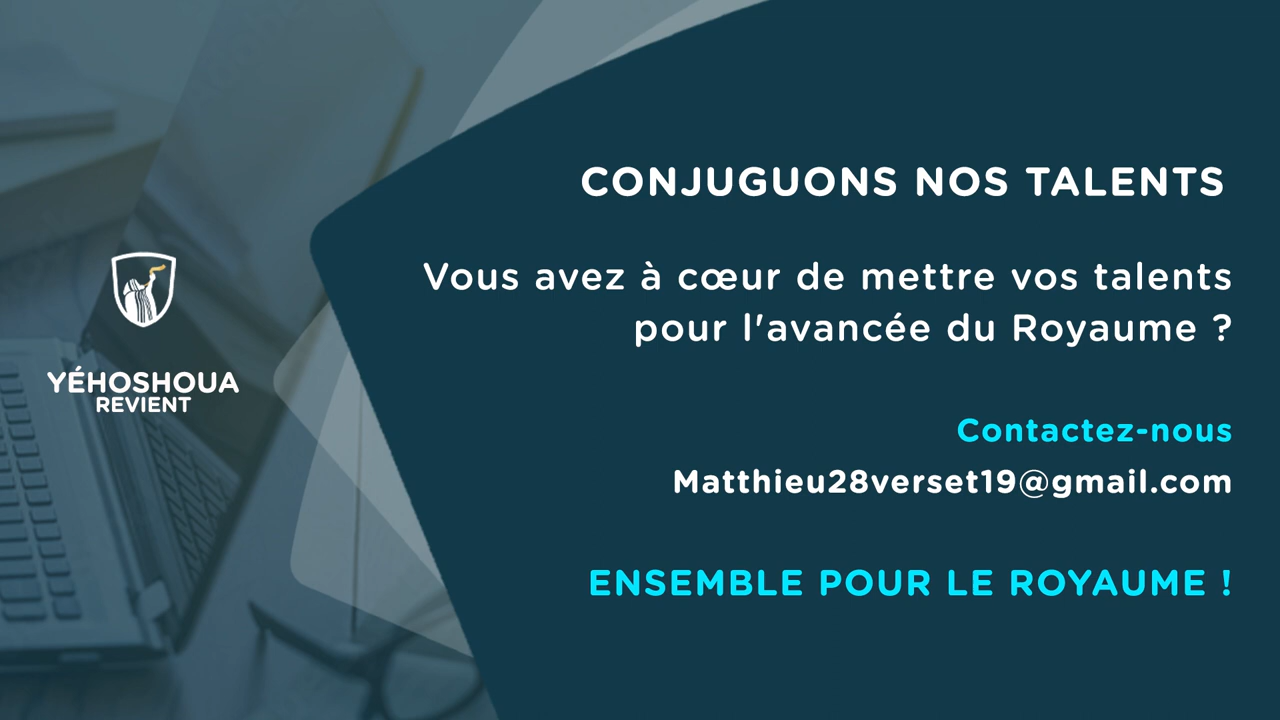 CONJUGUONS NOS TALENTS
Vous avez à cœur de mettre vos talents
pour l'avancée du Royaume ?
YÉHOSHOUA
REVIENT
Contactez-nous
Matthieu28verset19@gmail.com
ENSEMBLE POUR LE ROYAUME !